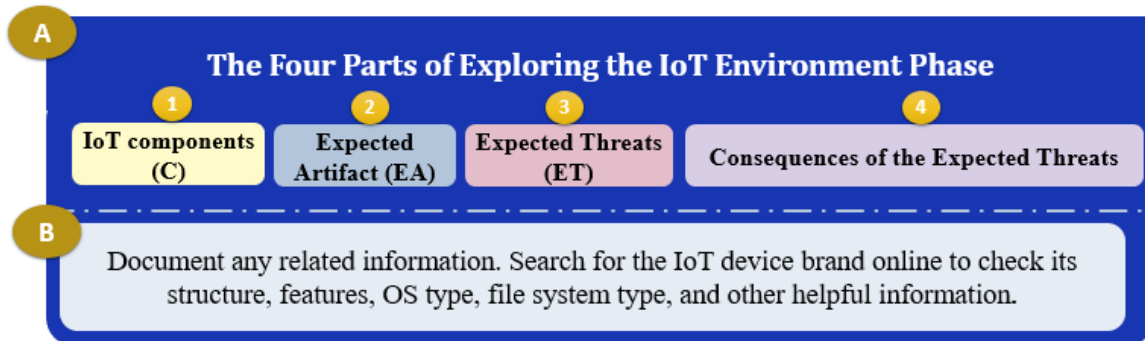 A
The Four Parts of Exploring the IoT Environment Phase
1
2
3
4
IoT components
(C)
Expected
Artifact (EA)
Expected Threats
(ET)
Consequences of the Expected Threats
B
Document any related information. Search for the IoT device brand online to check its
structure, features, OS type, file system type, and other helpful information.